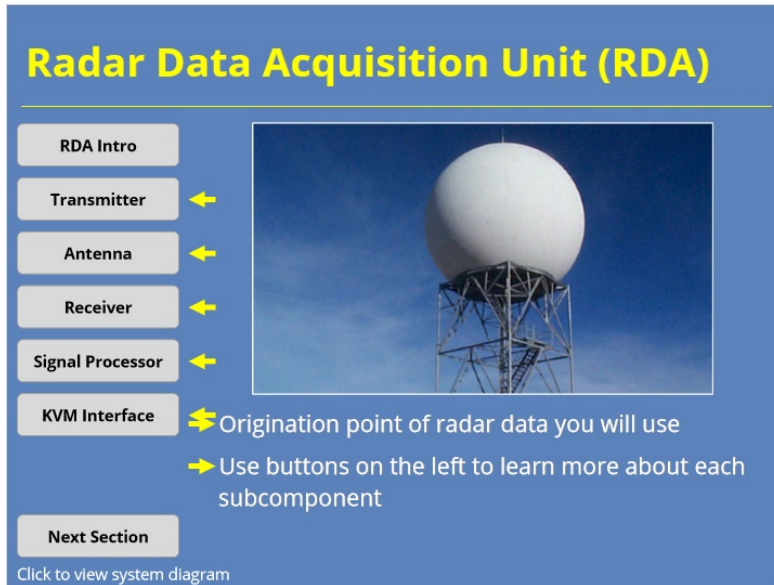 Radar Data Acquisition Unit (RDA)
RDA Intro
Transmitter
Antenna
Receiver
Signal Processor
KVM Interface
Origination point of radar data you will use
Use buttons on the left to learn more about each
subcomponent
Next Section
Click to view system diagram